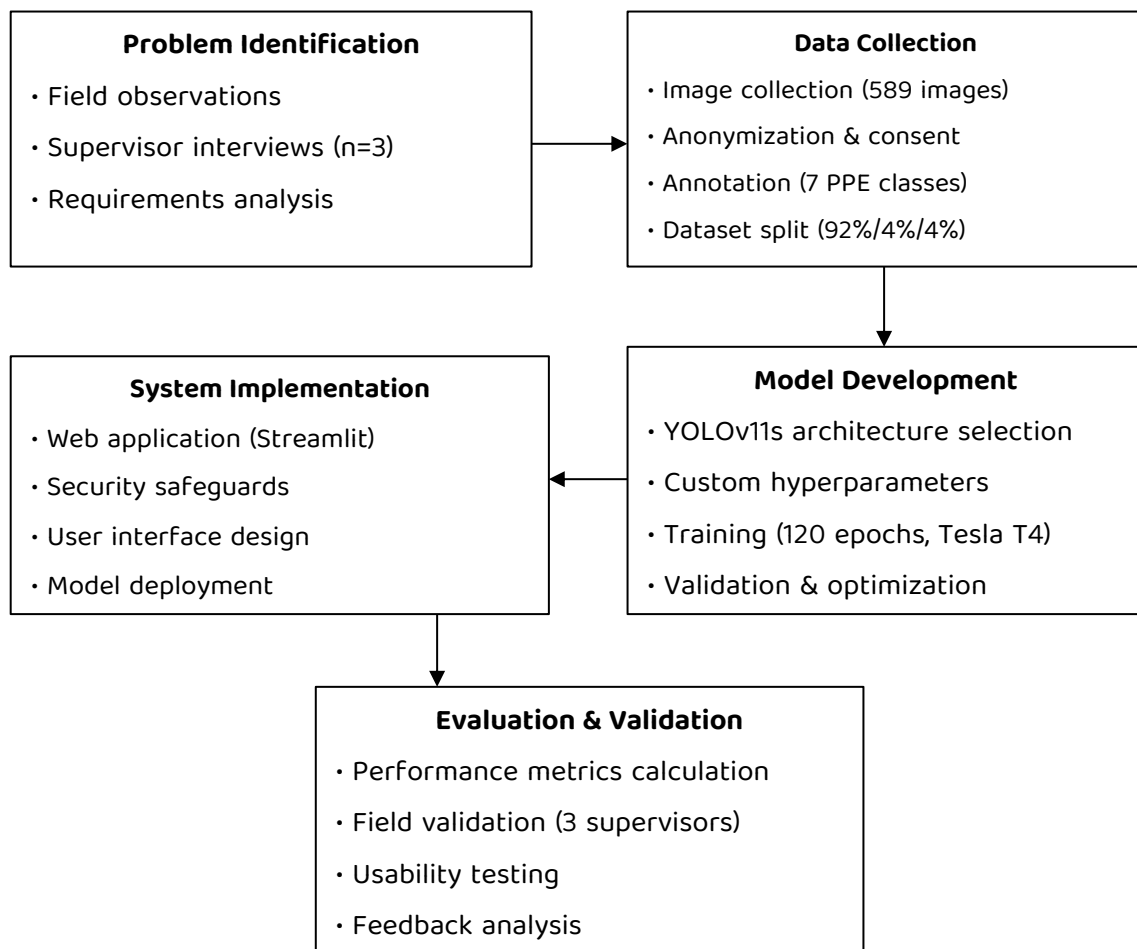 Problem Identification
· Field observations
· Supervisor interviews (n=3)
· Requirements analysis
Data Collection
· Image collection (589 images)
· Anonymization & consent
· Annotation (7 PPE classes)
· Dataset split (92%/4%/4%)
Model Development
· YOLOv11s architecture selection
· Custom hyperparameters
· Training (120 epochs, Tesla T4)
· Validation & optimization
System Implementation
· Web application (Streamlit)
· Security safeguards
· User interface design
· Model deployment
Evaluation & Validation
· Performance metrics calculation
· Field validation (3 supervisors)
· Usability testing
· Feedback analysis